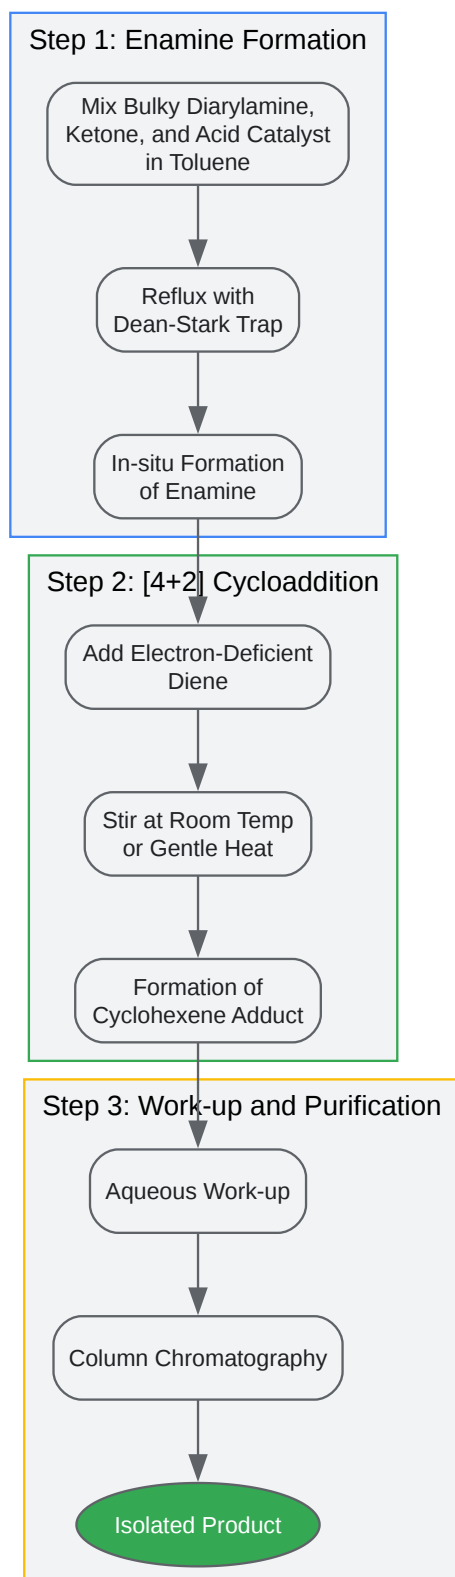 Step 1: Enamine Formation
Mix Bulky Diarylamine,
Ketone, and Acid Catalyst
in Toluene
Reflux with
Dean-Stark Trap
In-situ Formation
of Enamine
Step 2: [4+2] Cycloaddition
Add Electron-Deficient
Diene
Stir at Room Temp
or Gentle Heat
Formation of
Cyclohexene Adduct
Step 3: Work-up and Purification
Aqueous Work-up
Column Chromatography
Isolated Product